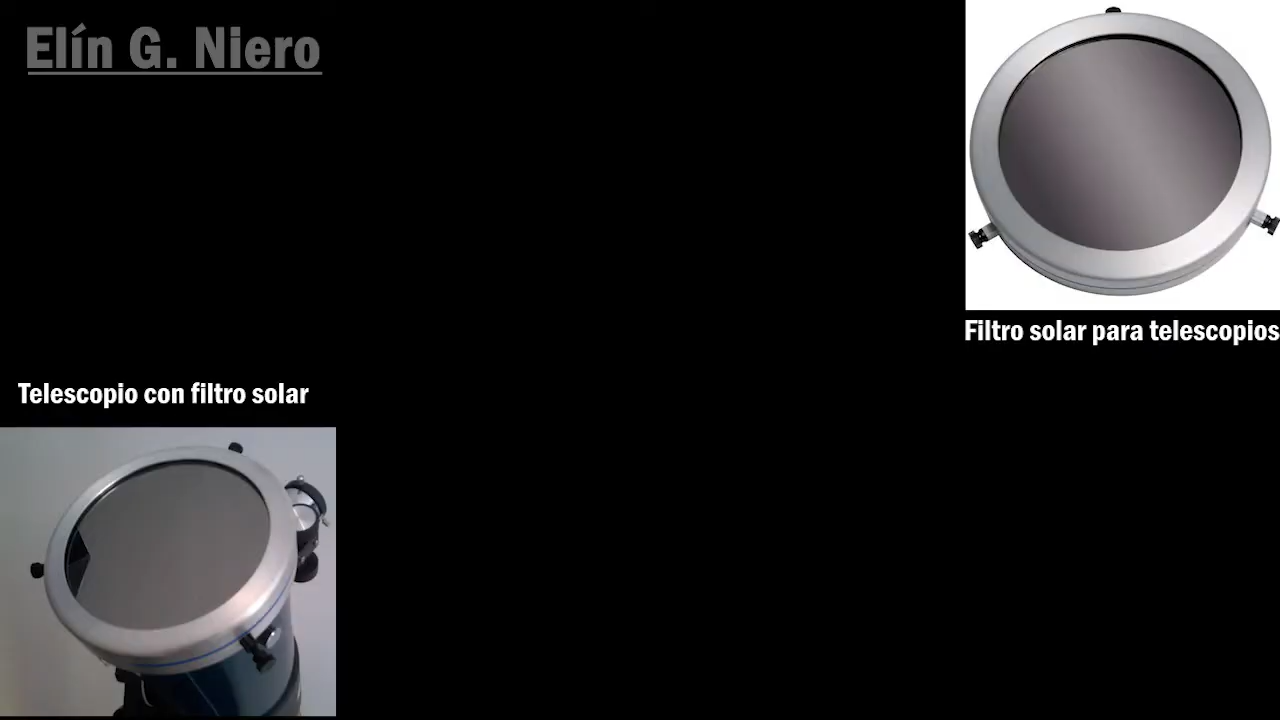 Elín G. Niero
Filtro solar para telescopios
Telescopio con filtro solar